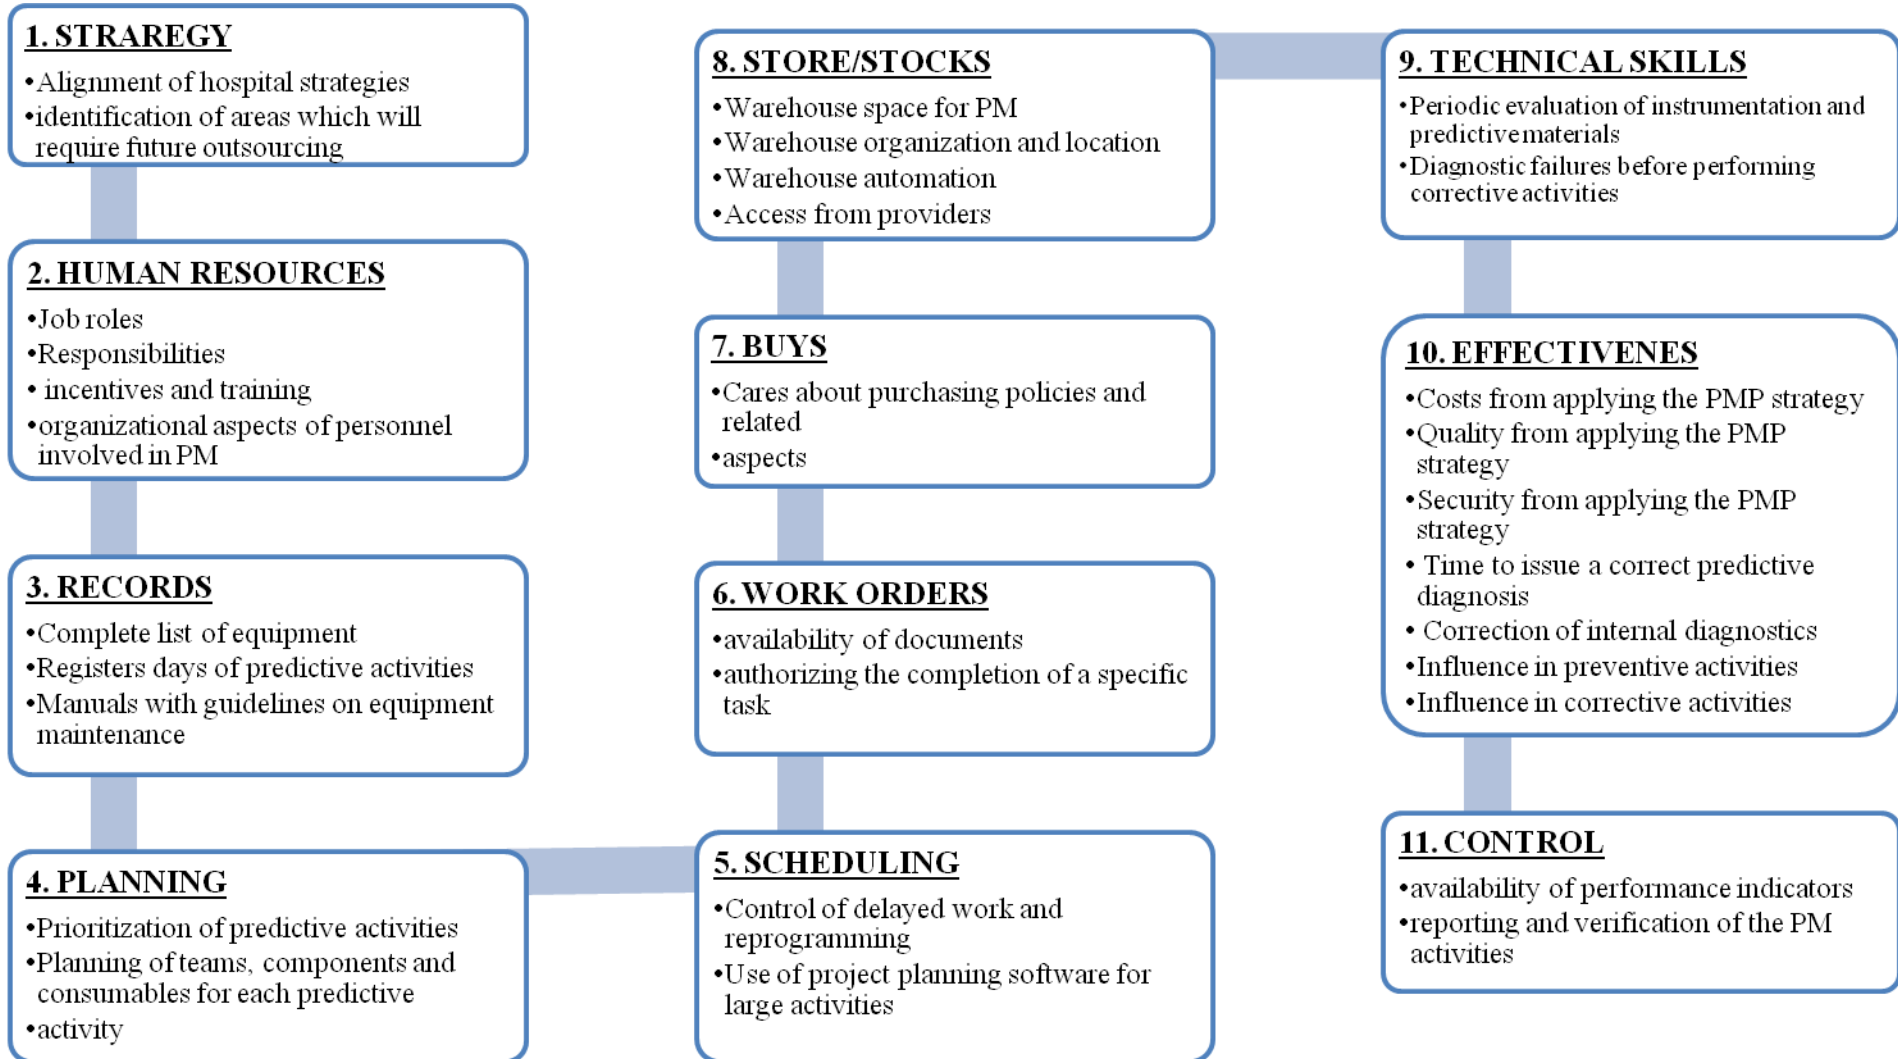 1. STRAREGY
•Alignment of hospital strategies
•identification of areas which will
require future outsourcing
2. HUMAN RESOURCES
•Job roles
•Responsibilities
• incentives and training
•organizational aspects of personnel
involved in PM
3. RECORDS
•Complete list of equipment
•Registers days of predictive activities
•Manuals with guidelines on equipment
maintenance
4. PLANNING
•Prioritization of predictive activities
•Planning of teams, components and
consumables for each predictive
•activity
5. SCHEDULING
•Control of delayed work and
reprogramming
•Use of project planning software for
large activities
6. WORK ORDERS
•availability of documents
•authorizing the completion of a specific
task
7. BUYS
•Cares about purchasing policies and
related
•aspects
8. STORE/STOCKS
•Warehouse space for PM
•Warehouse organization and location
•Warehouse automation
•Access from providers
9. TECHNICAL SKILLS
•Periodic evaluation of instrumentation and
predictive materials
•Diagnostic failures before performing
corrective activities
10. EFFECTIVENES
•Costs from applying the PMP strategy
•Quality from applying the PMP
strategy
•Security from applying the PMP
strategy
• Time to issue a correct predictive
diagnosis
• Correction of internal diagnostics
•Influence in preventive activities
•Influence in corrective activities
11. CONTROL
•availability of performance indicators
•reporting and verification of the PM
activities